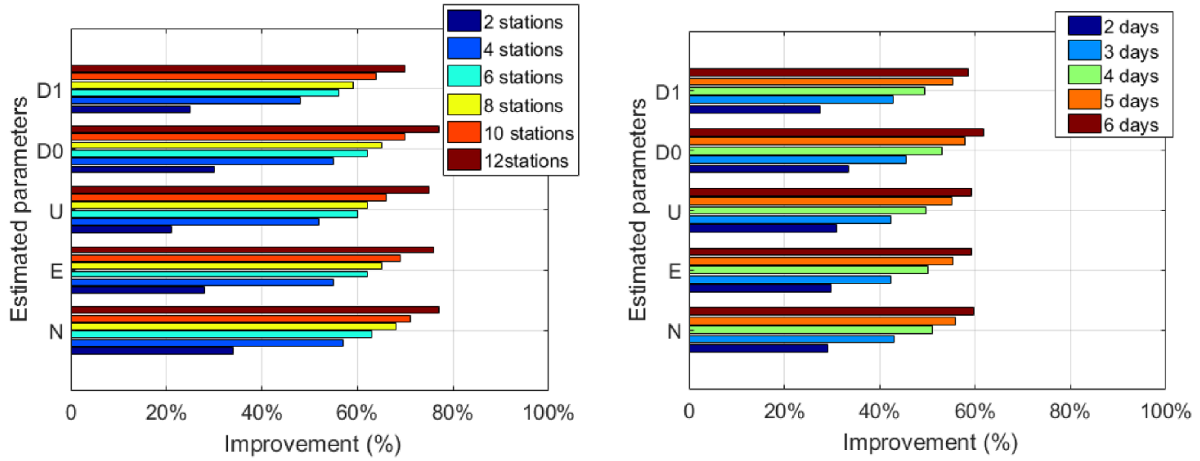 2 stations
4 stations
6 stations
8 stations
10 stations
12stations
Estimated parameters
D1
D0
U
E
N
0 20% 40% 60% 80% 100%
Improvement (%)
2 days
3 days
4 days
5 days
6 days
Estimated parameters
D1
D0
U
E
N
0 20% 40% 60% 80% 100%
Improvement (%)